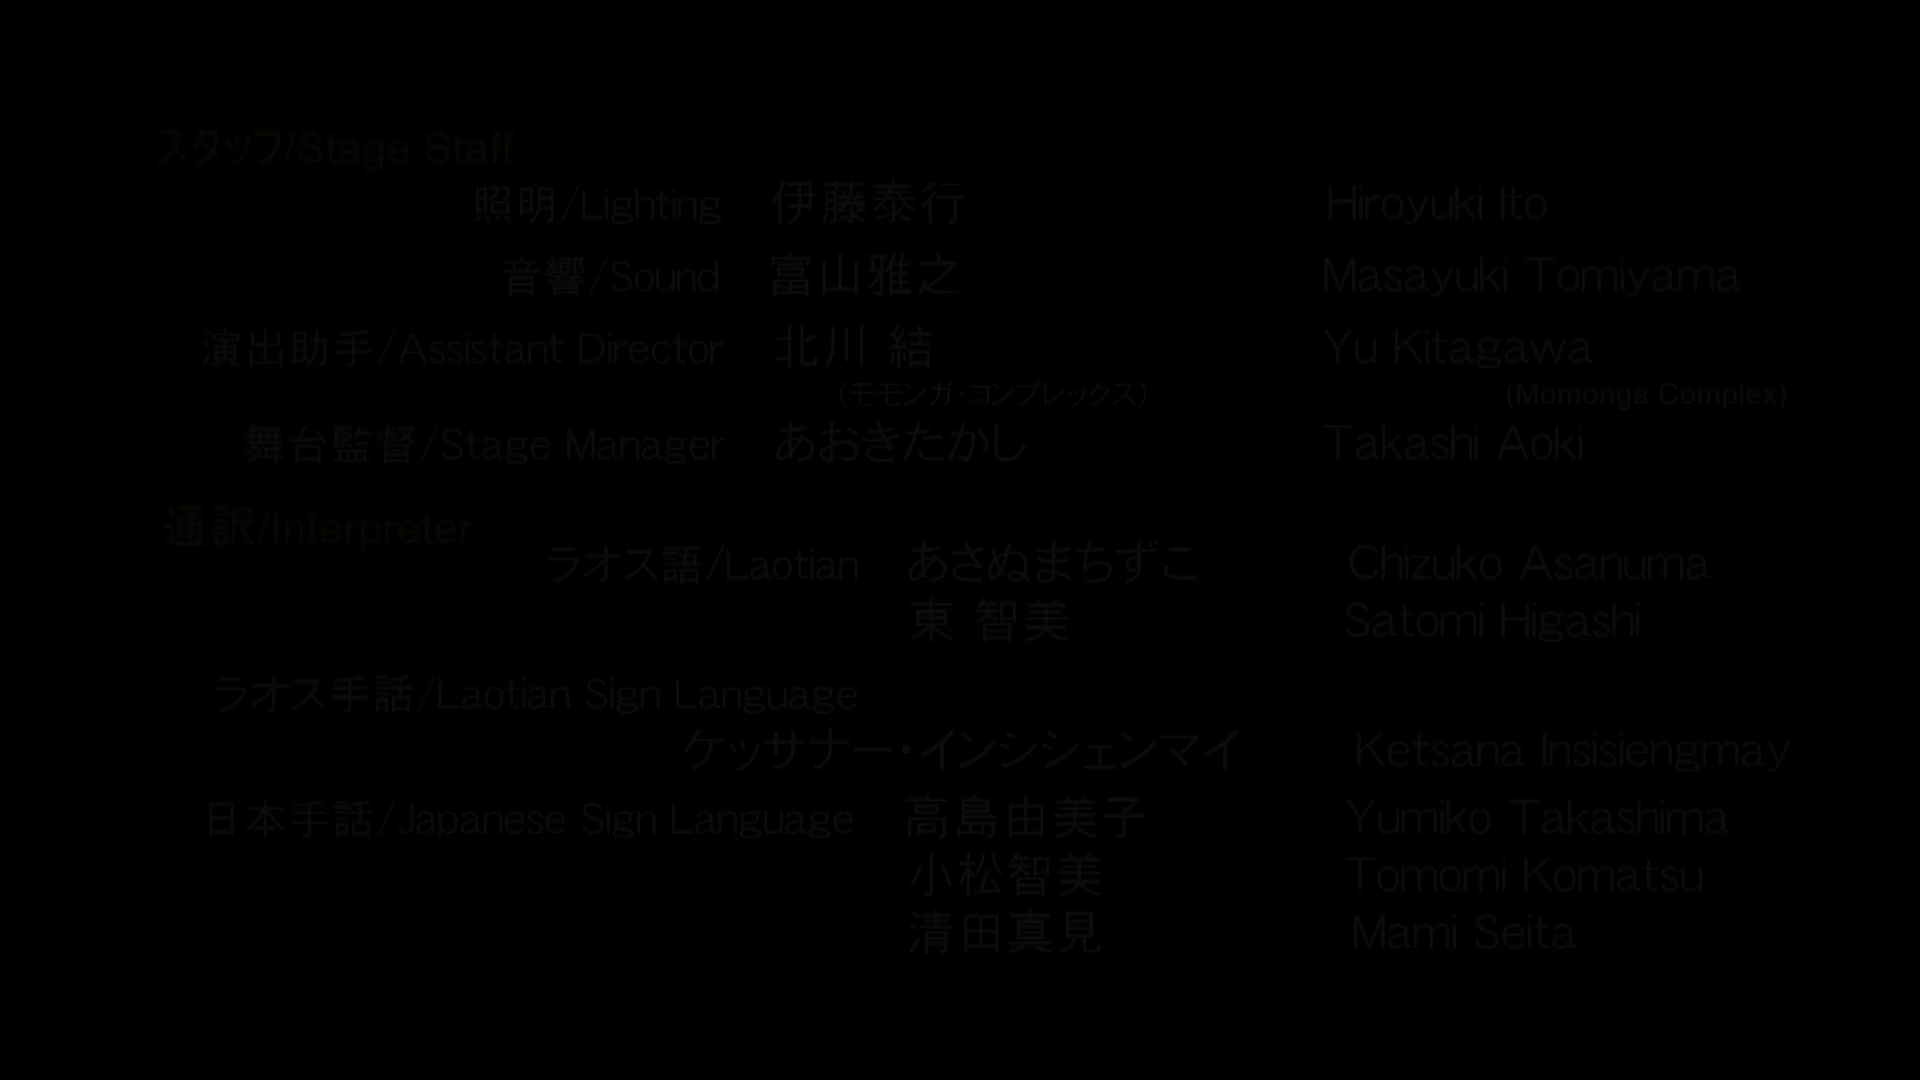 スタッフ/Stage Staff
照明/Lighting 伊藤泰行 Hiroyuki Ito
音響/Sound 富山雅之 Masayuki Tomiyama
演出助手/Assistant Director 北川 結 Yu Kitagawa
(モモンガ・コンプレックス) (Momonga Complex)
舞台監督/Stage Manager あおきたかし Takashi Aoki
通訳/Interpreter
ラオス語/Laotian あさぬまちずこ Chizuko Asanuma
東 智美 Satomi Higashi
ラオス手話/Laotian Sign Language
ケッサナー・インシシェンマイ Ketsana Insisiengmay
日本手話/Japanese Sign Language 高島由美子 Yumiko Takashima
小松智美 Tomomi Komatsu
清田真見 Mami Seita